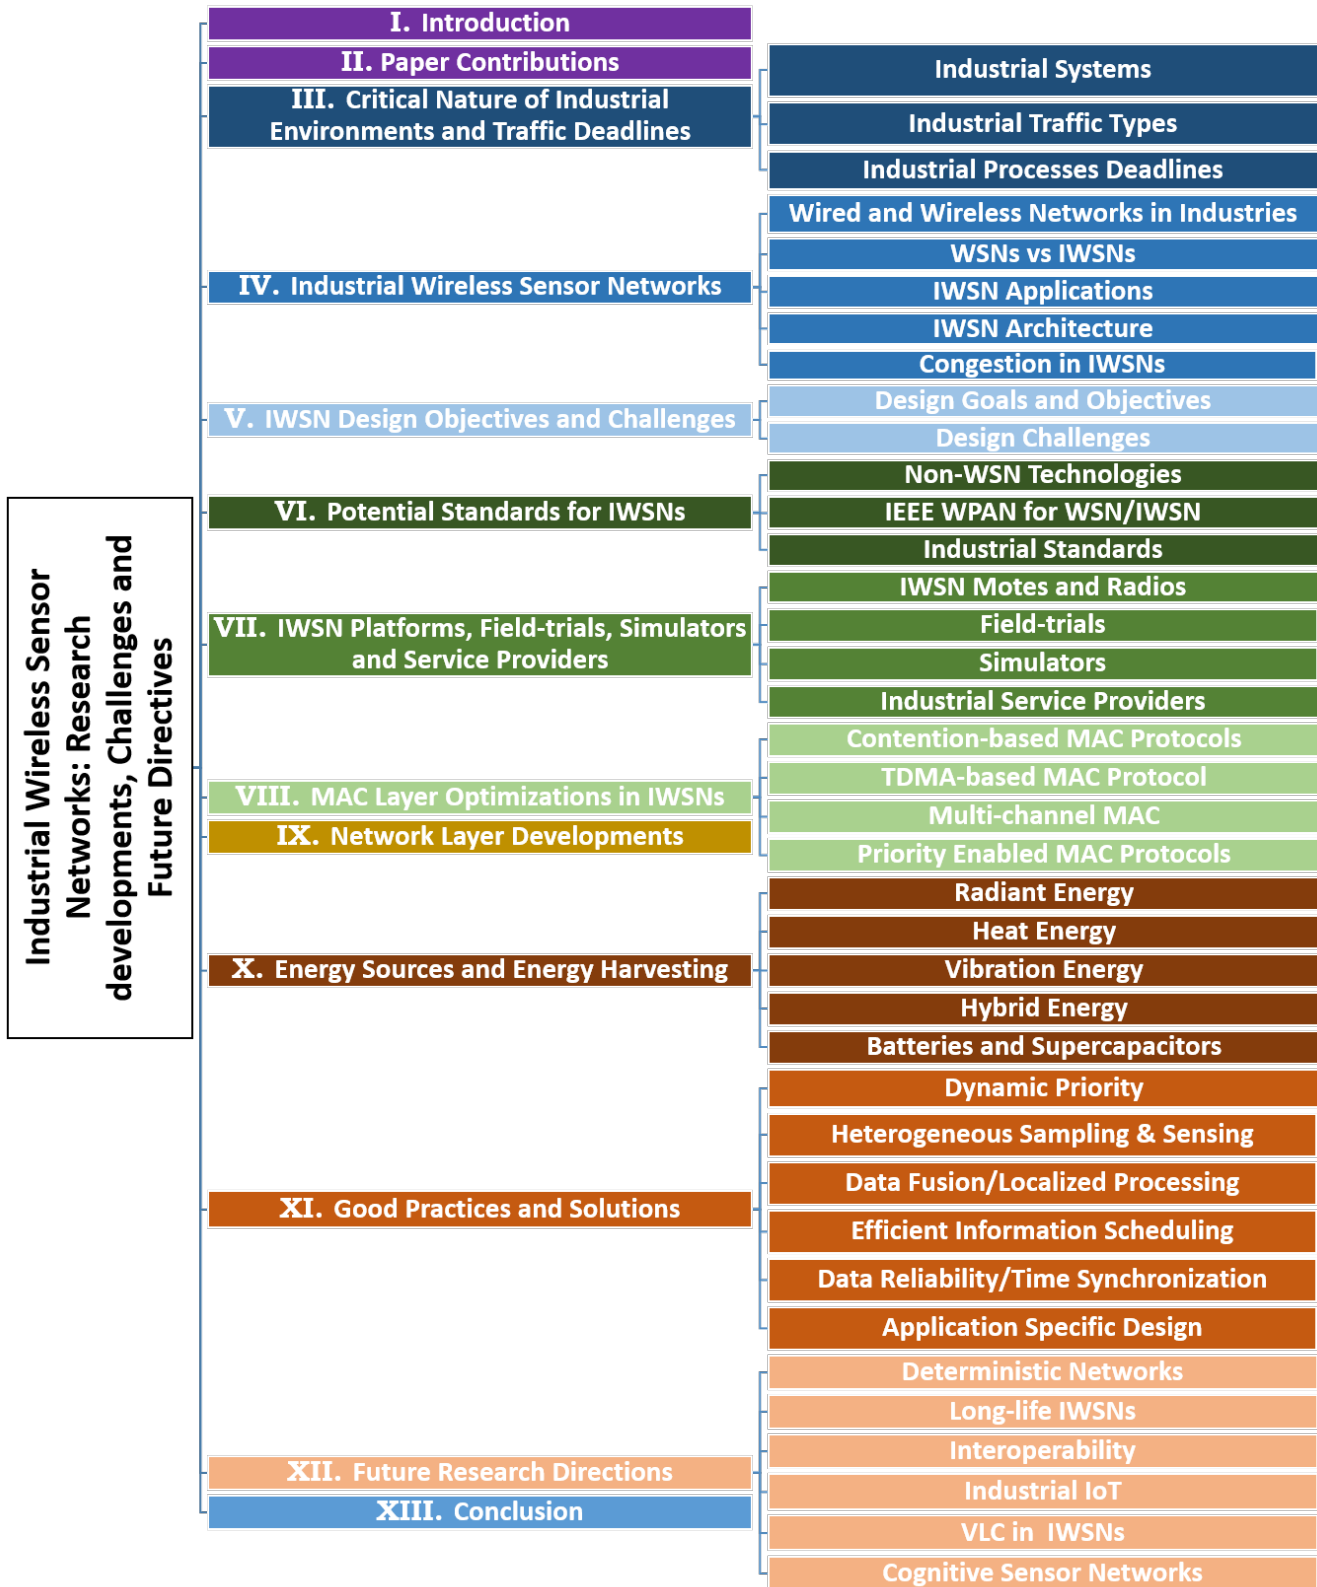 Industrial Wireless Sensor
Networks: Research
developments, Challenges and
Future Directives
I. Introduction
II. Paper Contributions
III. Critical Nature of Industrial
Environments and Traffic Deadlines
Industrial Systems
Industrial Traffic Types
Industrial Processes Deadlines
IV. Industrial Wireless Sensor Networks
Wired and Wireless Networks in Industries
WSNs vs IWSNs
IWSN Applications
IWSN Architecture
Congestion in IWSNs
V. IWSN Design Objectives and Challenges
Design Goals and Objectives
Design Challenges
VI. Potential Standards for IWSNs
Non-WSN Technologies
IEEE WPAN for WSN/IWSN
Industrial Standards
VII. IWSN Platforms, Field-trials, Simulators
and Service Providers
IWSN Motes and Radios
Field-trials
Simulators
Industrial Service Providers
VIII. MAC Layer Optimizations in IWSNs
Contention-based MAC Protocols
TDMA-based MAC Protocol
Multi-channel MAC
Priority Enabled MAC Protocols
IX. Network Layer Developments
X. Energy Sources and Energy Harvesting
Radiant Energy
Heat Energy
Vibration Energy
Hybrid Energy
Batteries and Supercapacitors
XI. Good Practices and Solutions
Dynamic Priority
Heterogeneous Sampling & Sensing
Data Fusion/Localized Processing
Efficient Information Scheduling
Data Reliability/Time Synchronization
Application Specific Design
XII. Future Research Directions
Deterministic Networks
Long-life IWSNs
Interoperability
Industrial IoT
VLC in IWSNs
Cognitive Sensor Networks
XIII. Conclusion